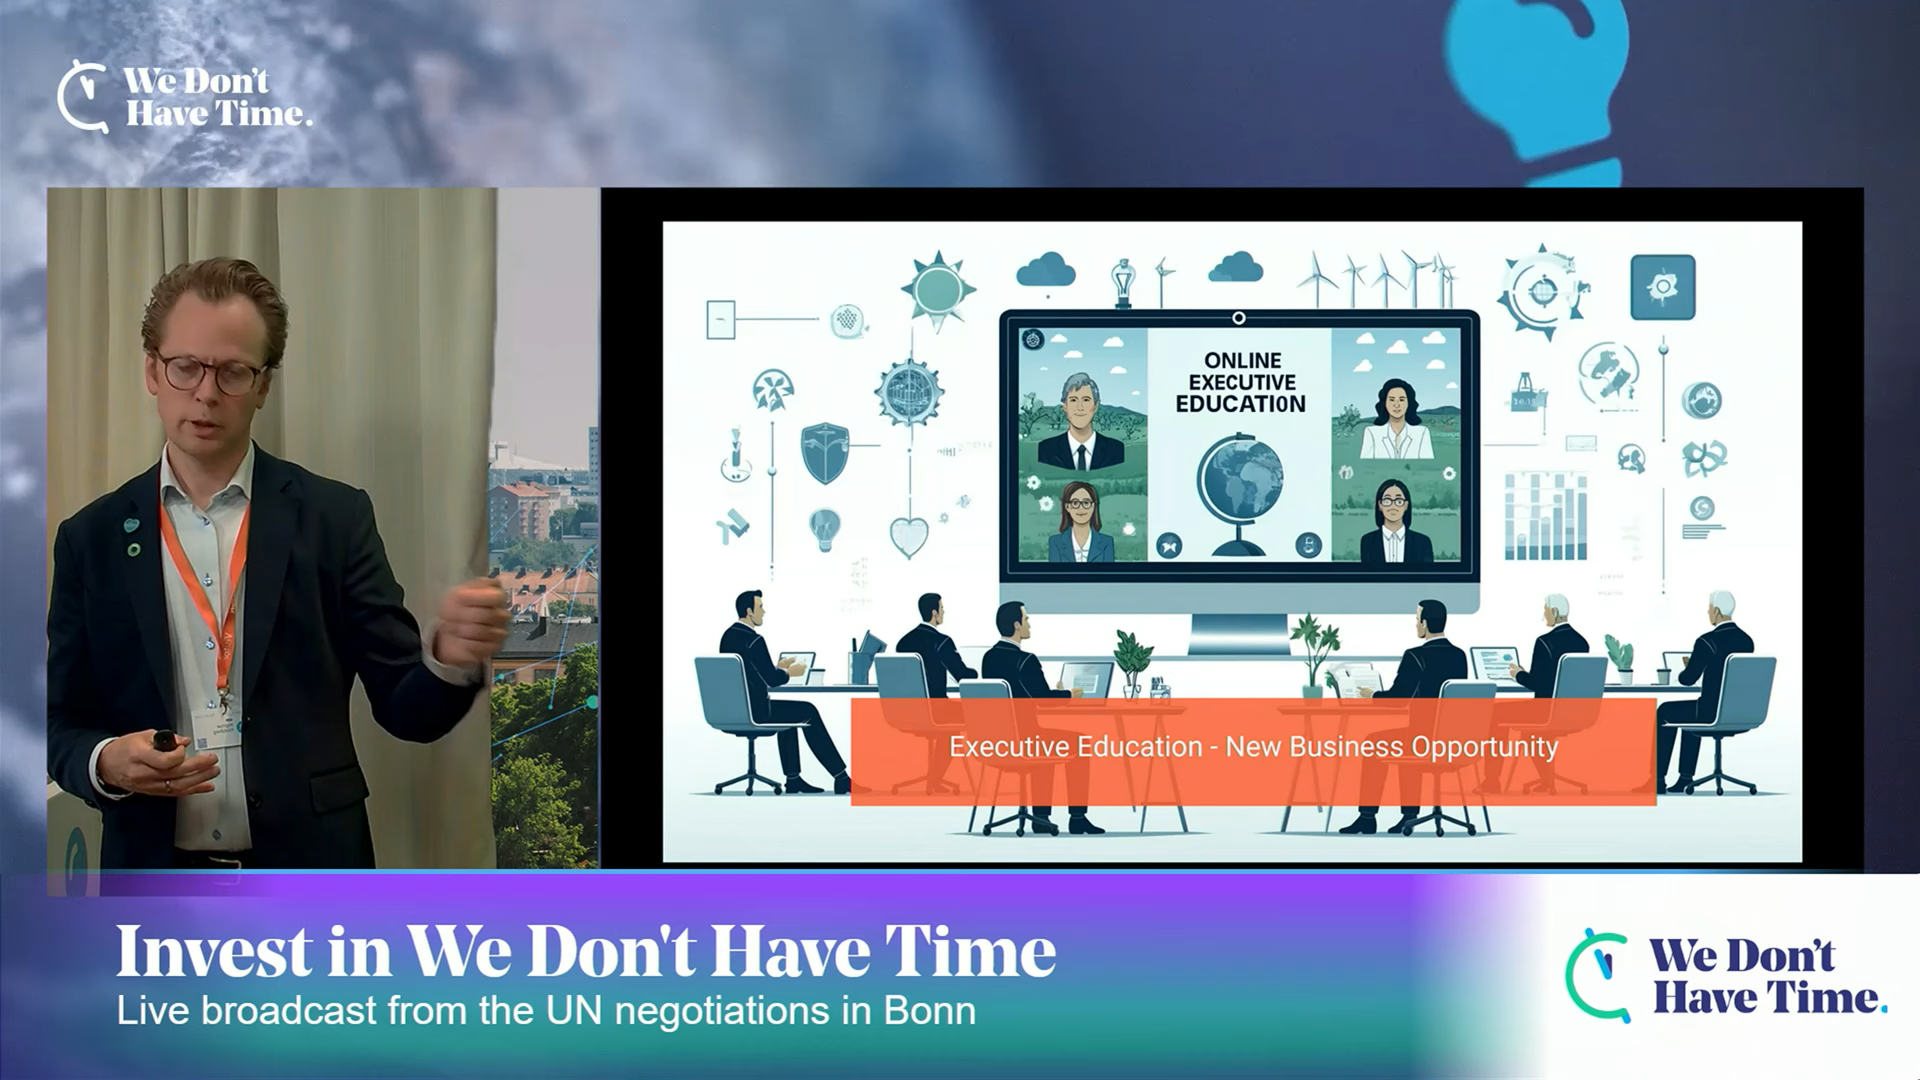 We Don't
Have Time.
ONLINE
EXECUTIVE
EDUCATION
Executive Education - New Business Opportunity
Invest in We Don't Have Time
Live broadcast from the UN negotiations in Bonn
We Don't
Have Time.